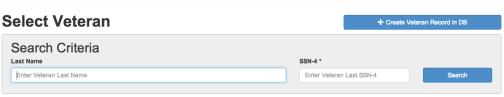 Select Veteran
+ Create Veteran Record in DB
Search Criteria
Last Name
SSN-4 *
Enter Veteran Last Name
Enter Veteran Last SSN-4
Search